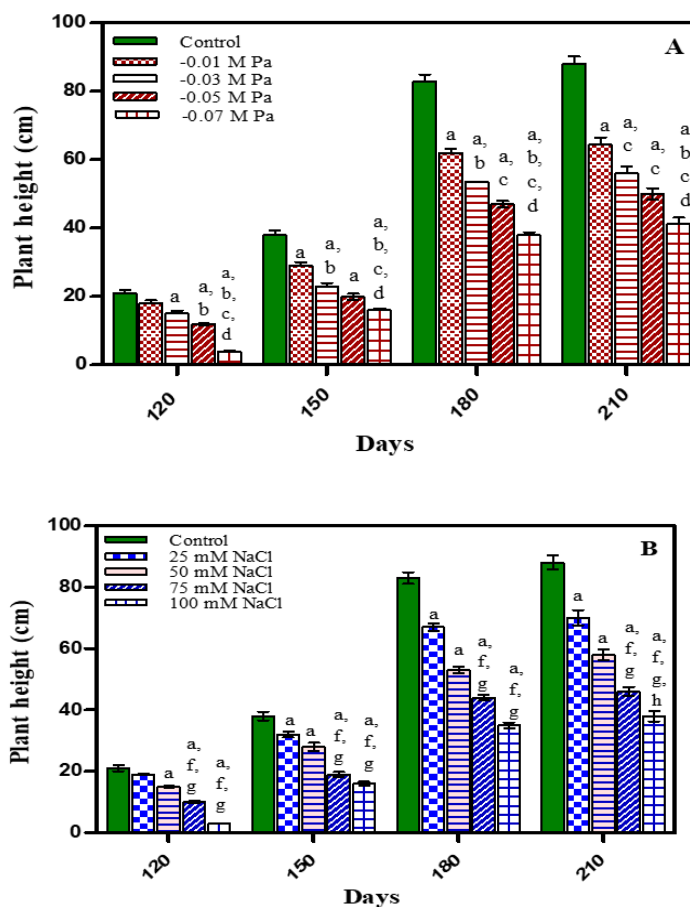 100
80
60
40
20
0
Plant height (cm)
Control
-0.01 M Pa
-0.03 M Pa
-0.05 M Pa
-0.07 M Pa
A
a
a,
b
a,
b,
c,
d
a
a,
b
a
a,
b,
c,
d
a
a,
b
a,
c
a,
b,
c,
d
a
a,
c
a,
c
a,
b,
c,
d
120
150
180
210
Days
100
80
60
40
20
0
Plant height (cm)
Control
25 mM NaCl
50 mM NaCl
75 mM NaCl
100 mM NaCl
B
a
a,
f,
g
a,
f,
g
a
a
a,
f,
g
a,
f,
g
a
a
a,
f,
g
a,
f,
g
a
a
a,
f,
g
a,
f,
g,
h
120
150
180
210
Days